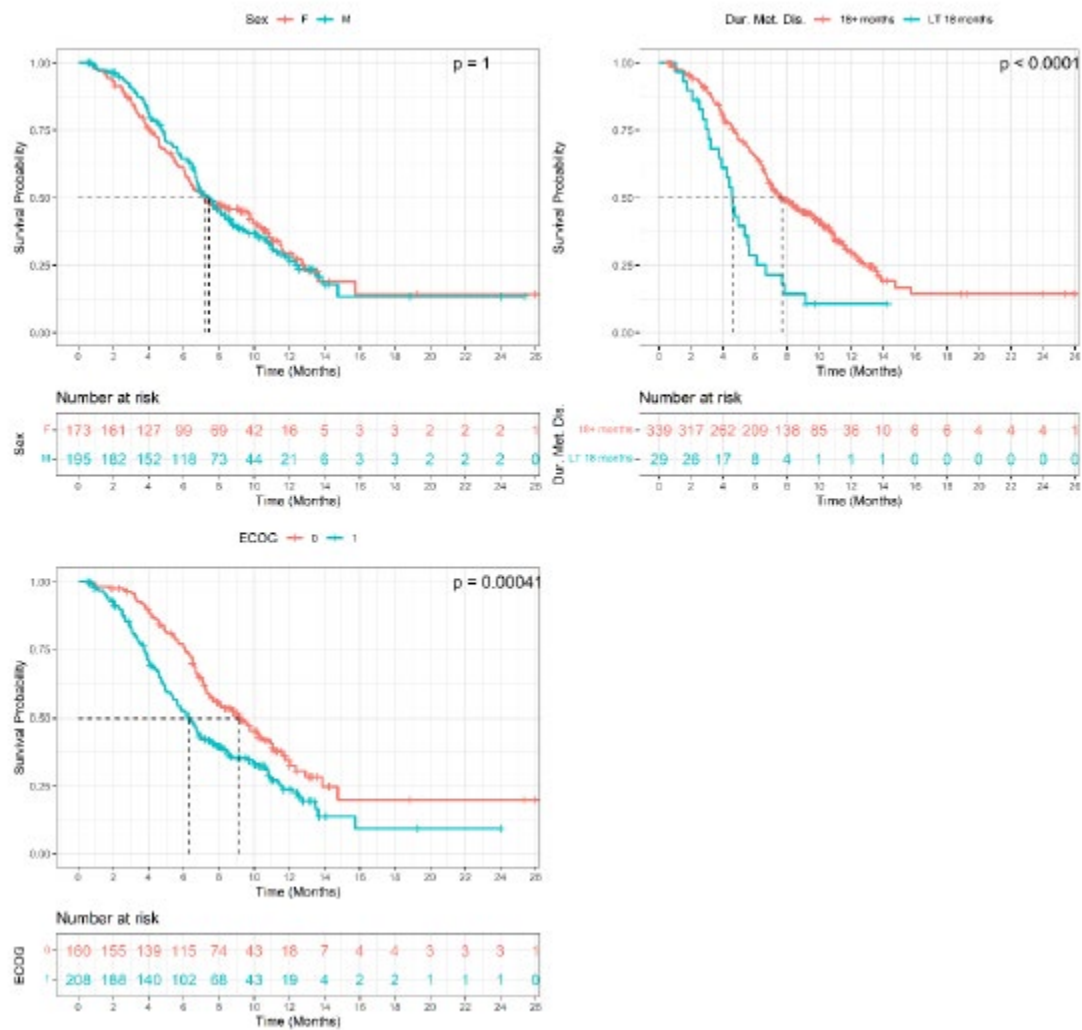 Sex F M
p = 1
Survival Probability
1.00
0.75
0.50
0.25
0.00
0 2 4 6 8 10 12 14 16 18 20 22 24 26
Time (Months)
Number at risk
Sex
F 173 161 127 99 69 42 16 5 3 3 2 2 2 1
M 195 182 152 118 73 44 21 6 3 3 2 2 2 0
0 2 4 6 8 10 12 14 16 18 20 22 24 26
Time (Months)
Dur. Met. Dis. 18+ months LT 18 months
p < 0.0001
Survival Probability
1.00
0.75
0.50
0.25
0.00
0 2 4 6 8 10 12 14 16 18 20 22 24 26
Time (Months)
Number at risk
Dur. Met. Dis.
18+ months 339 317 262 209 138 85 36 10 6 6 4 4 4 1
LT 18 months 29 26 17 8 4 1 1 1 0 0 0 0 0 0
0 2 4 6 8 10 12 14 16 18 20 22 24 26
Time (Months)
ECOG 0 1
p = 0.00041
Survival Probability
1.00
0.75
0.50
0.25
0.00
0 2 4 6 8 10 12 14 16 18 20 22 24 26
Time (Months)
Number at risk
ECOG
0 160 155 139 115 74 43 18 7 4 4 3 3 3 1
1 208 188 140 102 68 43 19 4 2 2 1 1 1 0
0 2 4 6 8 10 12 14 16 18 20 22 24 26
Time (Months)